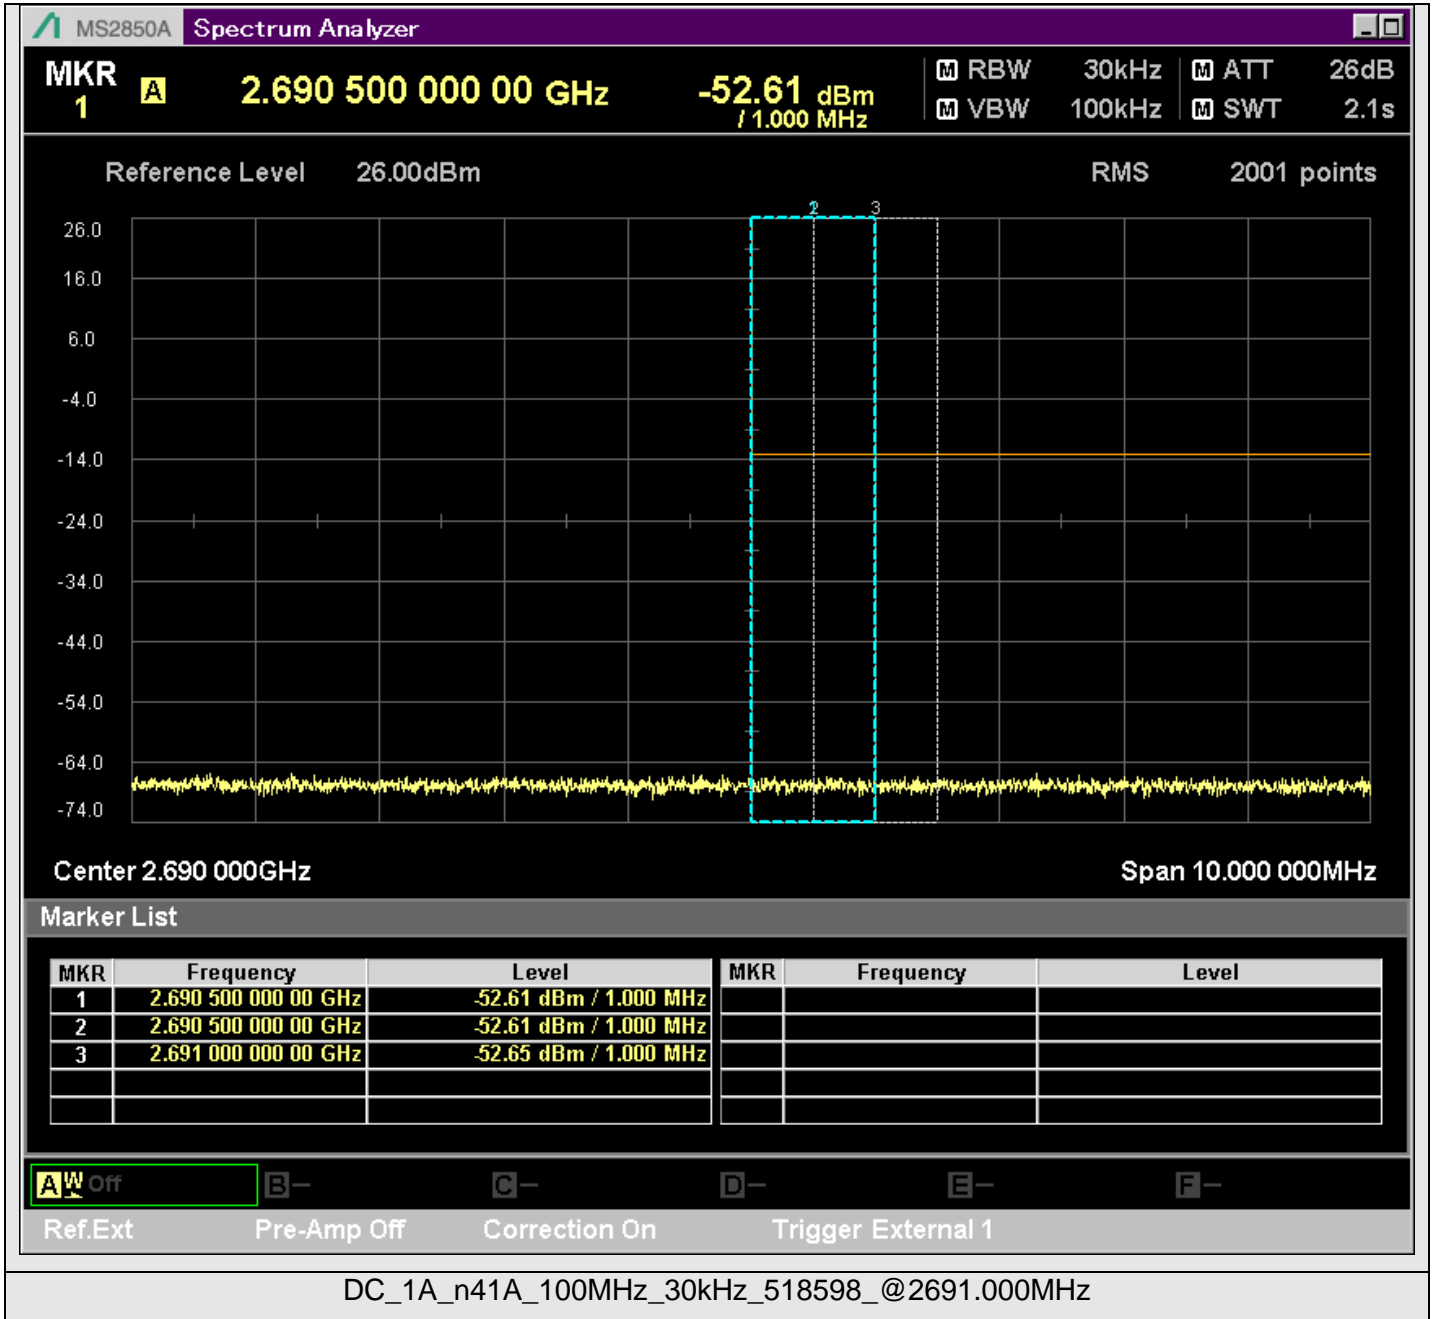 MS2850A Spectrum Analyzer
MKR 1 A 2.690 500 000 00 GHz -52.61 dBm / 1.000 MHz
M RBW 30kHz M ATT 26dB
M VBW 100kHz M SWT 2.1s
Reference Level 26.00dBm RMS 2001 points
2 3
26.0
16.0
6.0
-4.0
-14.0
-24.0
-34.0
-44.0
-54.0
-64.0
-74.0
Center 2.690 000GHz Span 10.000 000MHz
Marker List
MKR Frequency Level MKR Frequency Level
1 2.690 500 000 00 GHz -52.61 dBm / 1.000 MHz
2 2.690 500 000 00 GHz -52.61 dBm / 1.000 MHz
3 2.691 000 000 00 GHz -52.65 dBm / 1.000 MHz
A W Off B — C — D — E — F —
Ref.Ext Pre-Amp Off Correction On Trigger External 1
DC_1A_n41A_100MHz_30kHz_518598_@2691.000MHz